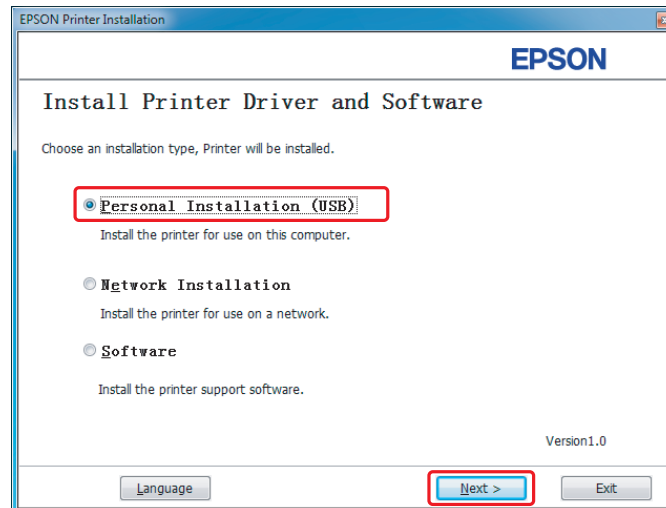 EPSON Printer Installation
EPSON
Install Printer Driver and Software
Choose an installation type, Printer will be installed.
Personal Installation (USB)
Install the printer for use on this computer.
Network Installation
Install the printer for use on a network.
Software
Install the printer support software.
Version1.0
Language
Next >
Exit